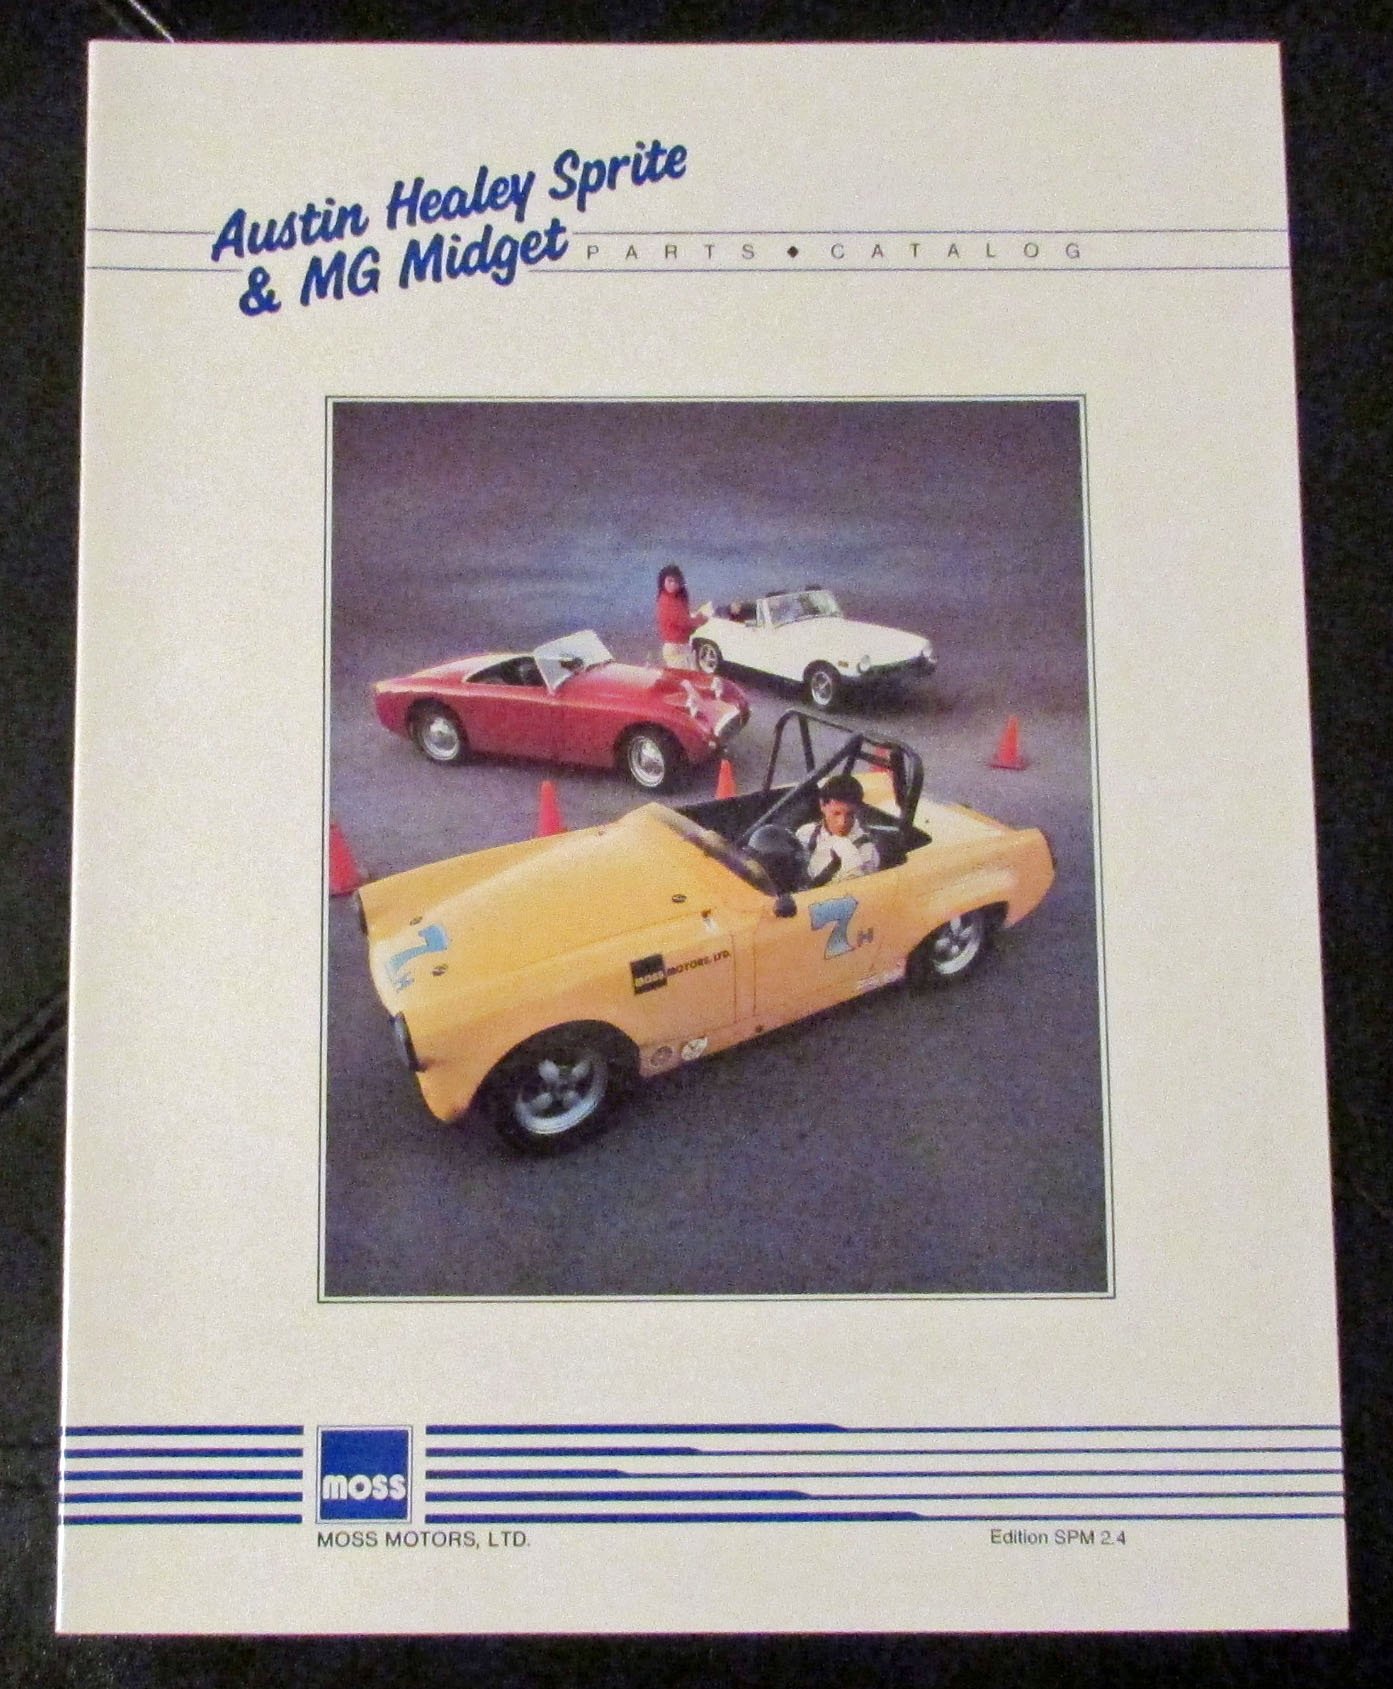 Austin Healey Sprite
& MG Midget
PARTS ◆ CATALOG
7
H
MOSS MOTORS, LTD.
7
H
moss
MOSS MOTORS, LTD.
Edition SPM 2.4